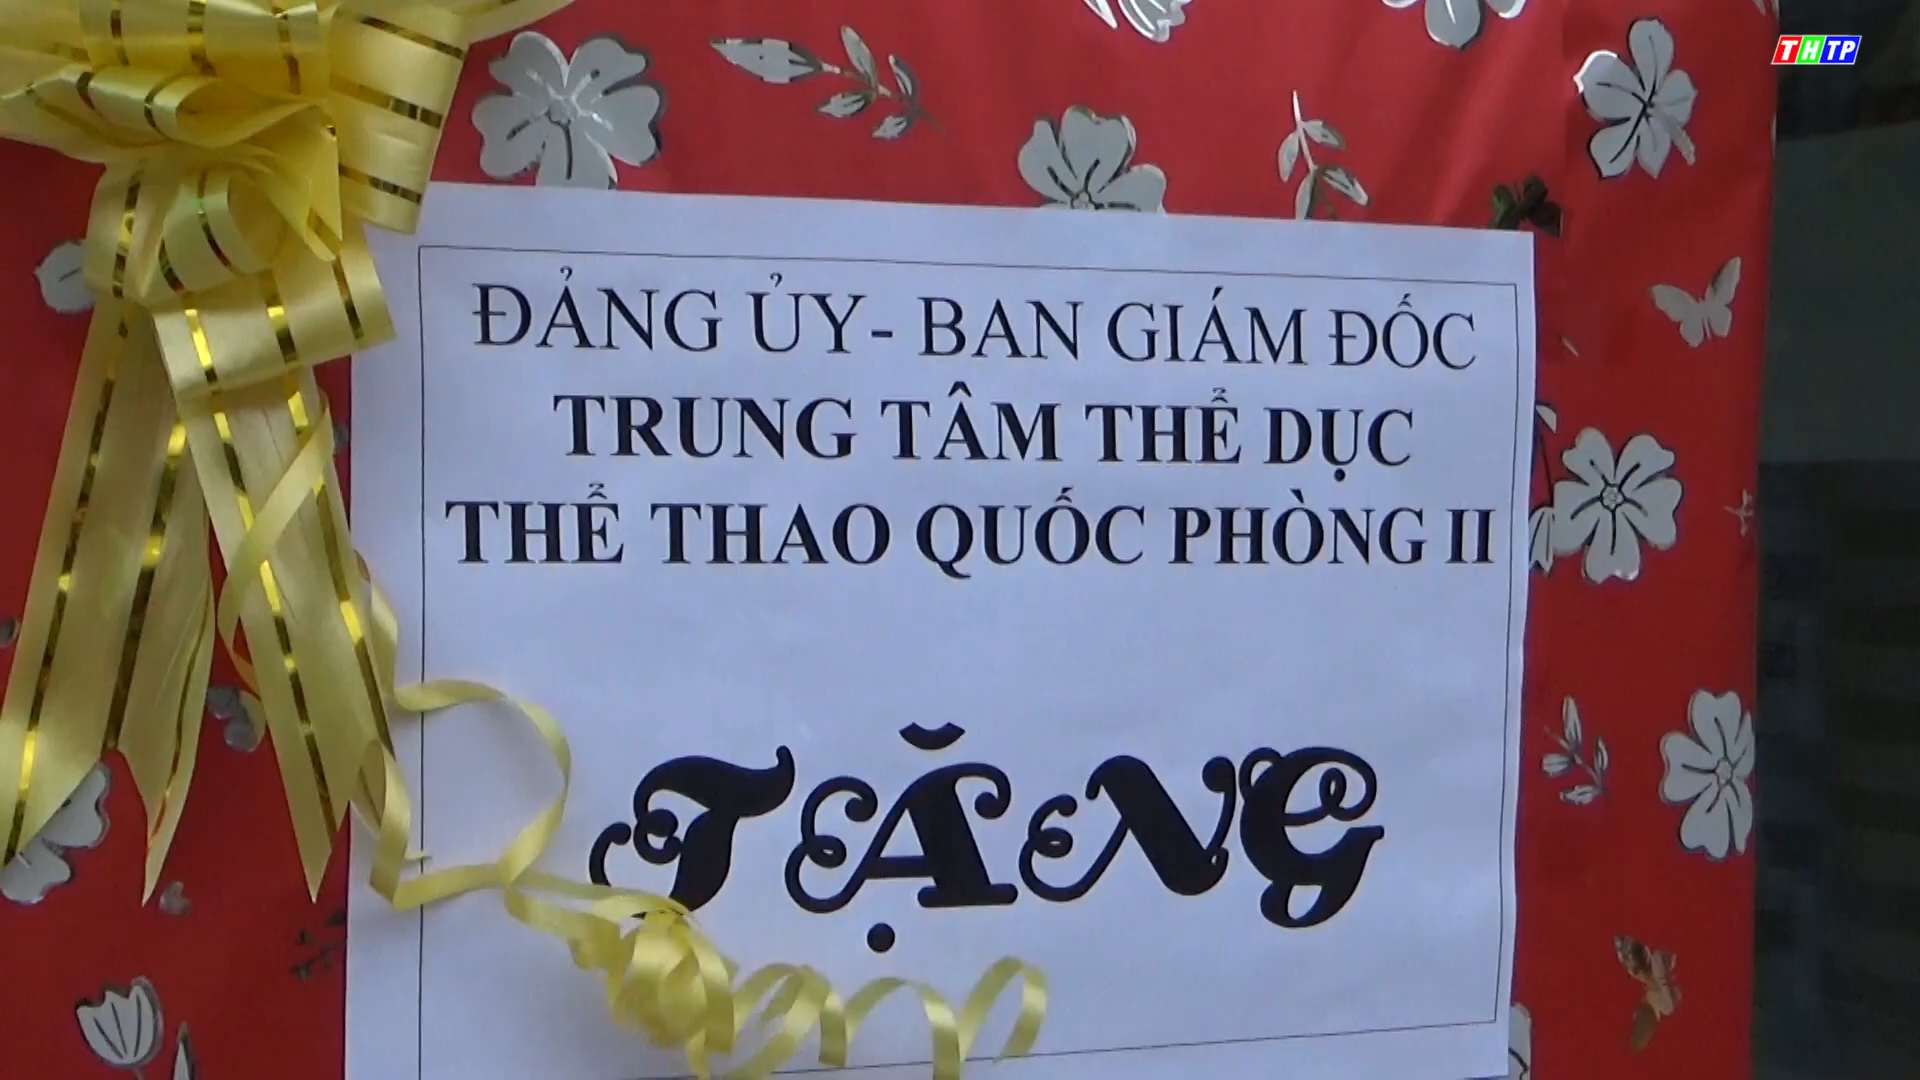 THTP
ĐẢNG ỦY- BAN GIÁM ĐỐC
TRUNG TÂM THỂ DỤC
THỂ THAO QUỐC PHÒNG II
TẶNG